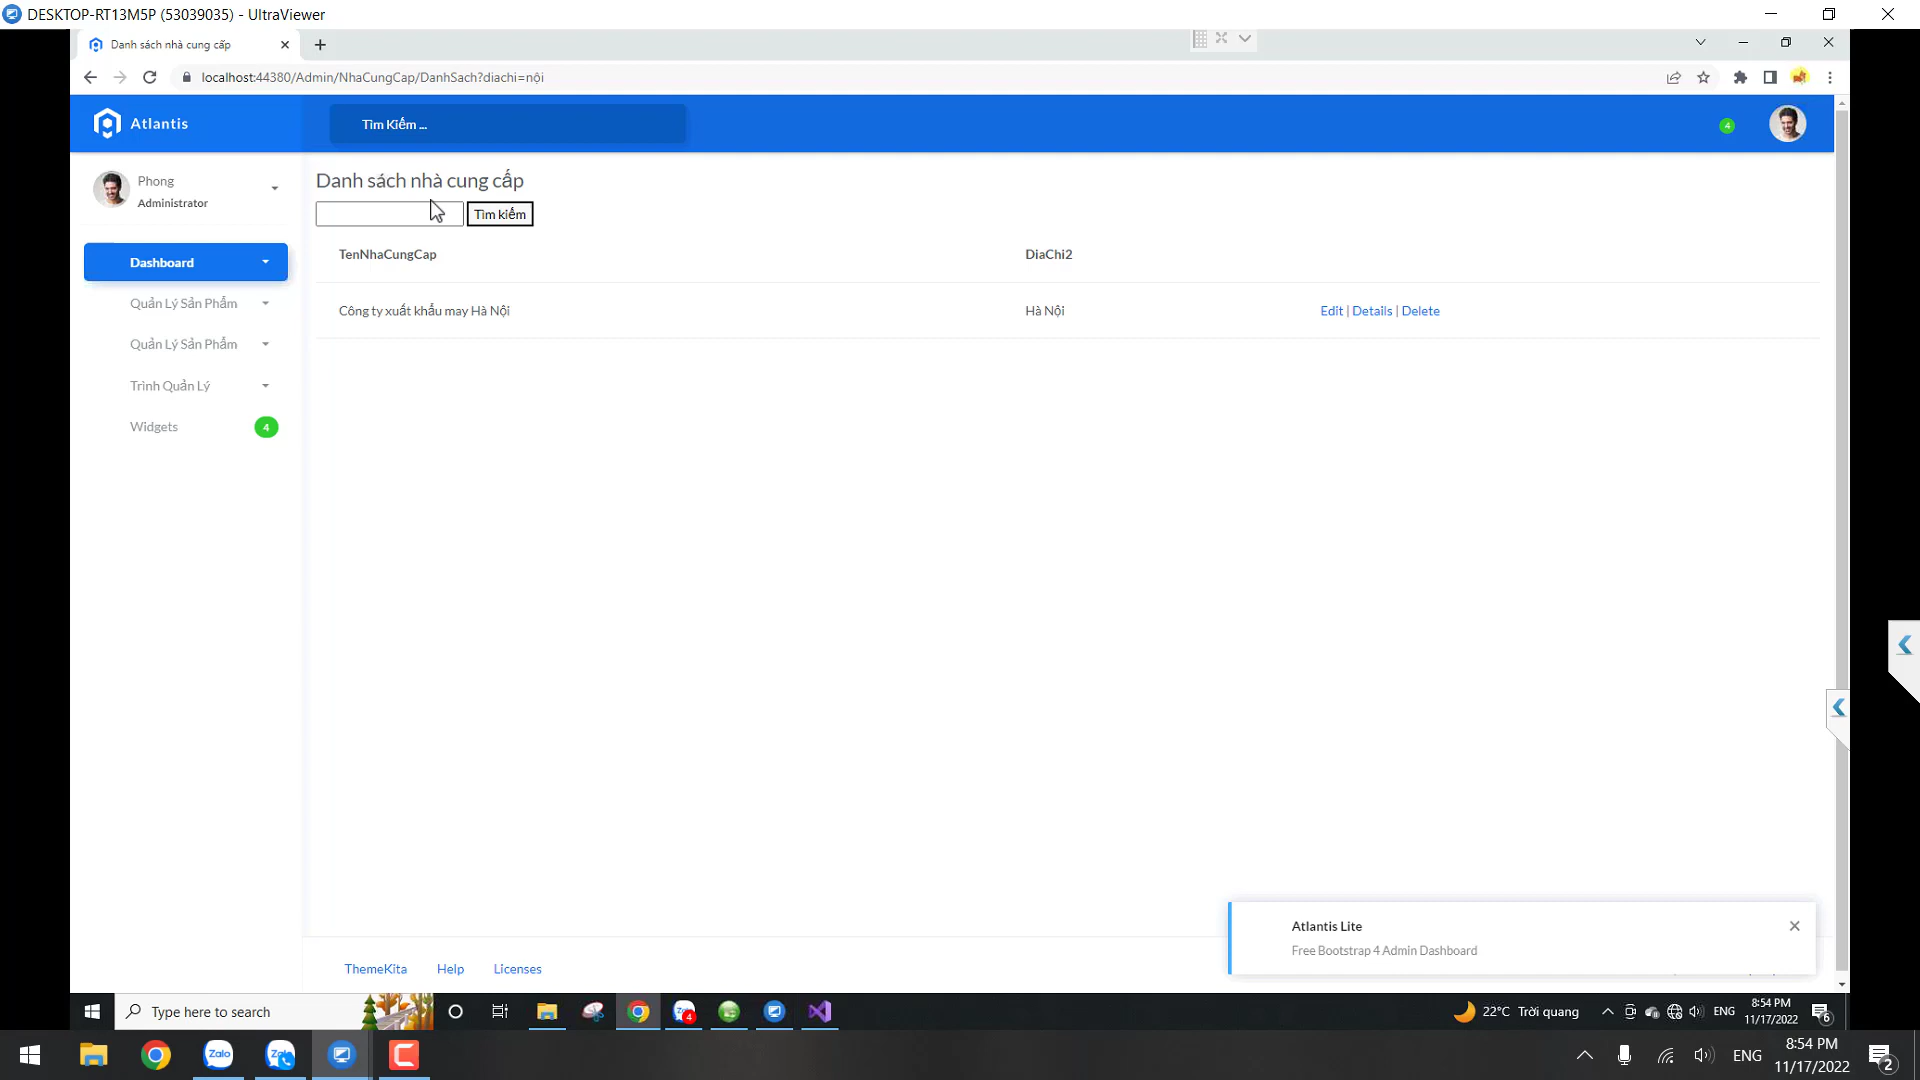 DESKTOP-RT13M5P (53039035) - UltraViewer
Danh sách nhà cung cấp
localhost:44380/Admin/NhaCungCap/DanhSach?diachi=nội
Atlantis
Tìm Kiếm ...
4
Phong
Administrator
Danh sách nhà cung cấp
Tìm kiếm
TenNhaCungCap DiaChi2
Dashboard
Quản Lý Sản Phẩm
Công ty xuất khẩu may Hà Nội Hà Nội Edit | Details | Delete
Quản Lý Sản Phẩm
Trình Quản Lý
Widgets 4
Atlantis Lite
Free Bootstrap 4 Admin Dashboard
ThemeKita Help Licenses
Type here to search
4
22°C Trời quang
ENG
8:54 PM
11/17/2022
6
Zalo
ENG
8:54 PM
11/17/2022
2